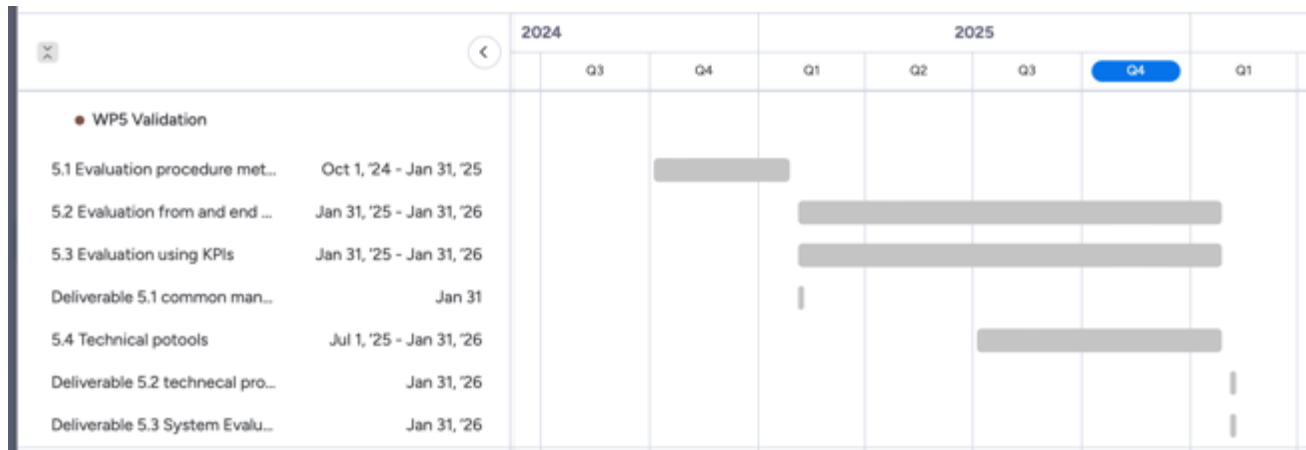 2024 2025
Q3 Q4 Q1 Q2 Q3 Q4 Q1
WP5 Validation
5.1 Evaluation procedure met... Oct 1, '24 - Jan 31, '25
5.2 Evaluation from and end ... Jan 31, '25 - Jan 31, '26
5.3 Evaluation using KPIs Jan 31, '25 - Jan 31, '26
Deliverable 5.1 common man... Jan 31
5.4 Technical potools Jul 1, '25 - Jan 31, '26
Deliverable 5.2 technecal pro... Jan 31, '26
Deliverable 5.3 System Evalu... Jan 31, '26